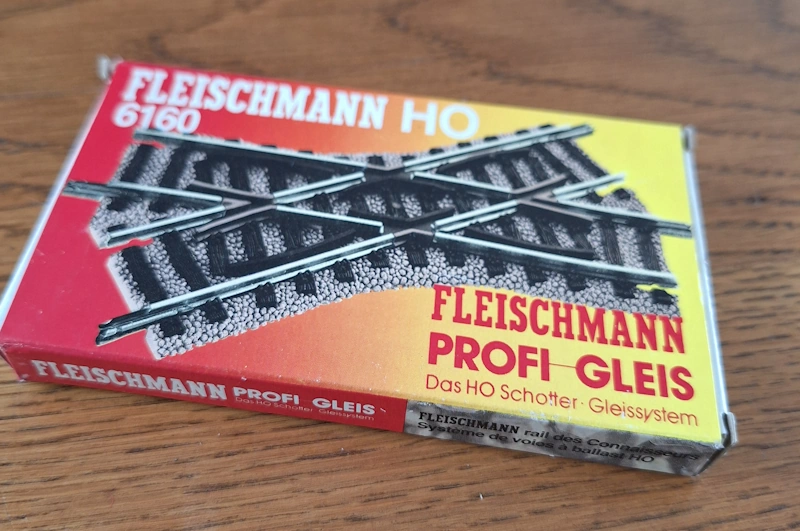 FLEISCHMANN HO
6160
FLEISCHMANN
PROFI-GLEIS
Das HO Schotter-Gleissystem
FLEISCHMANN PROFI GLEIS
Das HO Schotter-Gleissystem
FLEISCHMANN rail des Connaisseurs
Système de voies à ballast HO